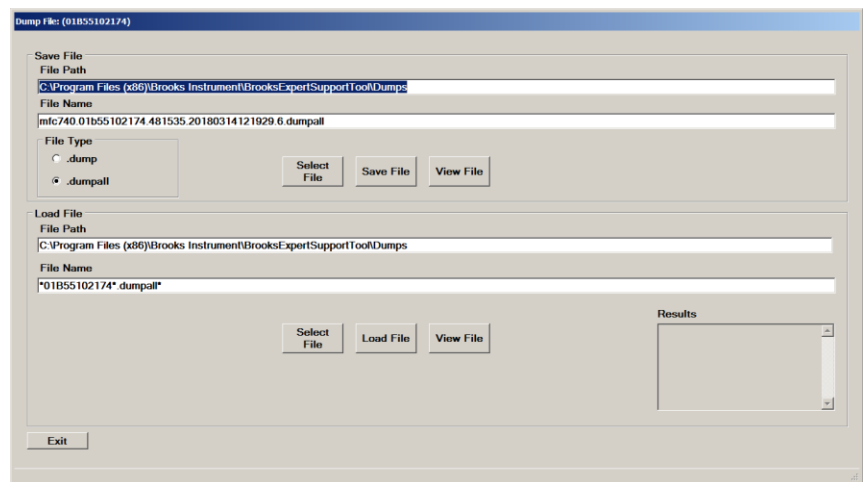 Dump File: (01B55102174)
Save File
File Path
C:\Program Files (x86)\Brooks Instrument\BrooksExpertSupportTool\Dumps
File Name
mfc740.01b55102174.481535.20180314121929.6.dumpall
File Type
.dump
.dumpall
Select
File
Save File
View File
Load File
File Path
C:\Program Files (x86)\Brooks Instrument\BrooksExpertSupportTool\Dumps
File Name
*01B55102174*.dumpall*
Select
File
Load File
View File
Results
Exit